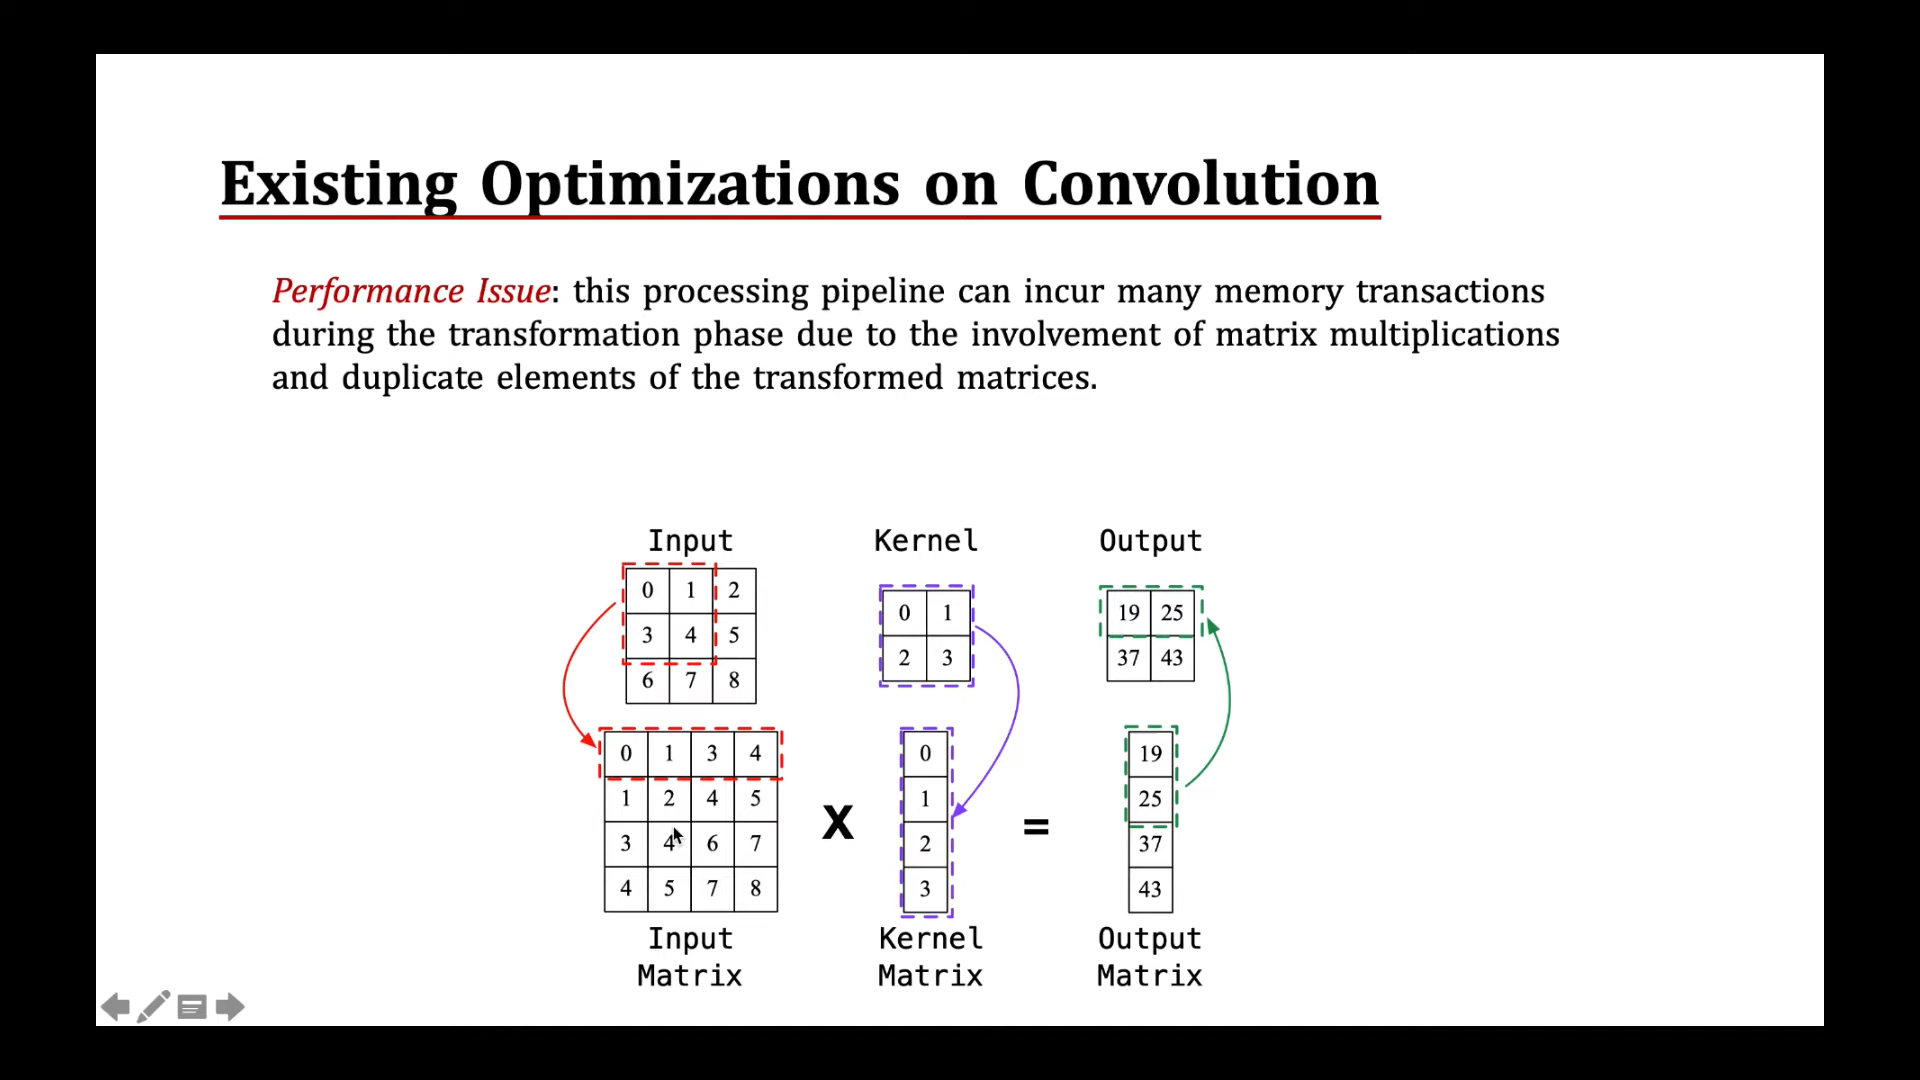 Existing Optimizations on Convolution
Performance Issue: this processing pipeline can incur many memory transactions
during the transformation phase due to the involvement of matrix multiplications
and duplicate elements of the transformed matrices.
Input Kernel Output
0 1 2
3 4 5
6 7 8
0 1
2 3
19 25
37 43
0 1 3 4
1 2 4 5
3 4 6 7
4 5 7 8
X
0
1
2
3
=
19
25
37
43
Input
Matrix
Kernel
Matrix
Output
Matrix